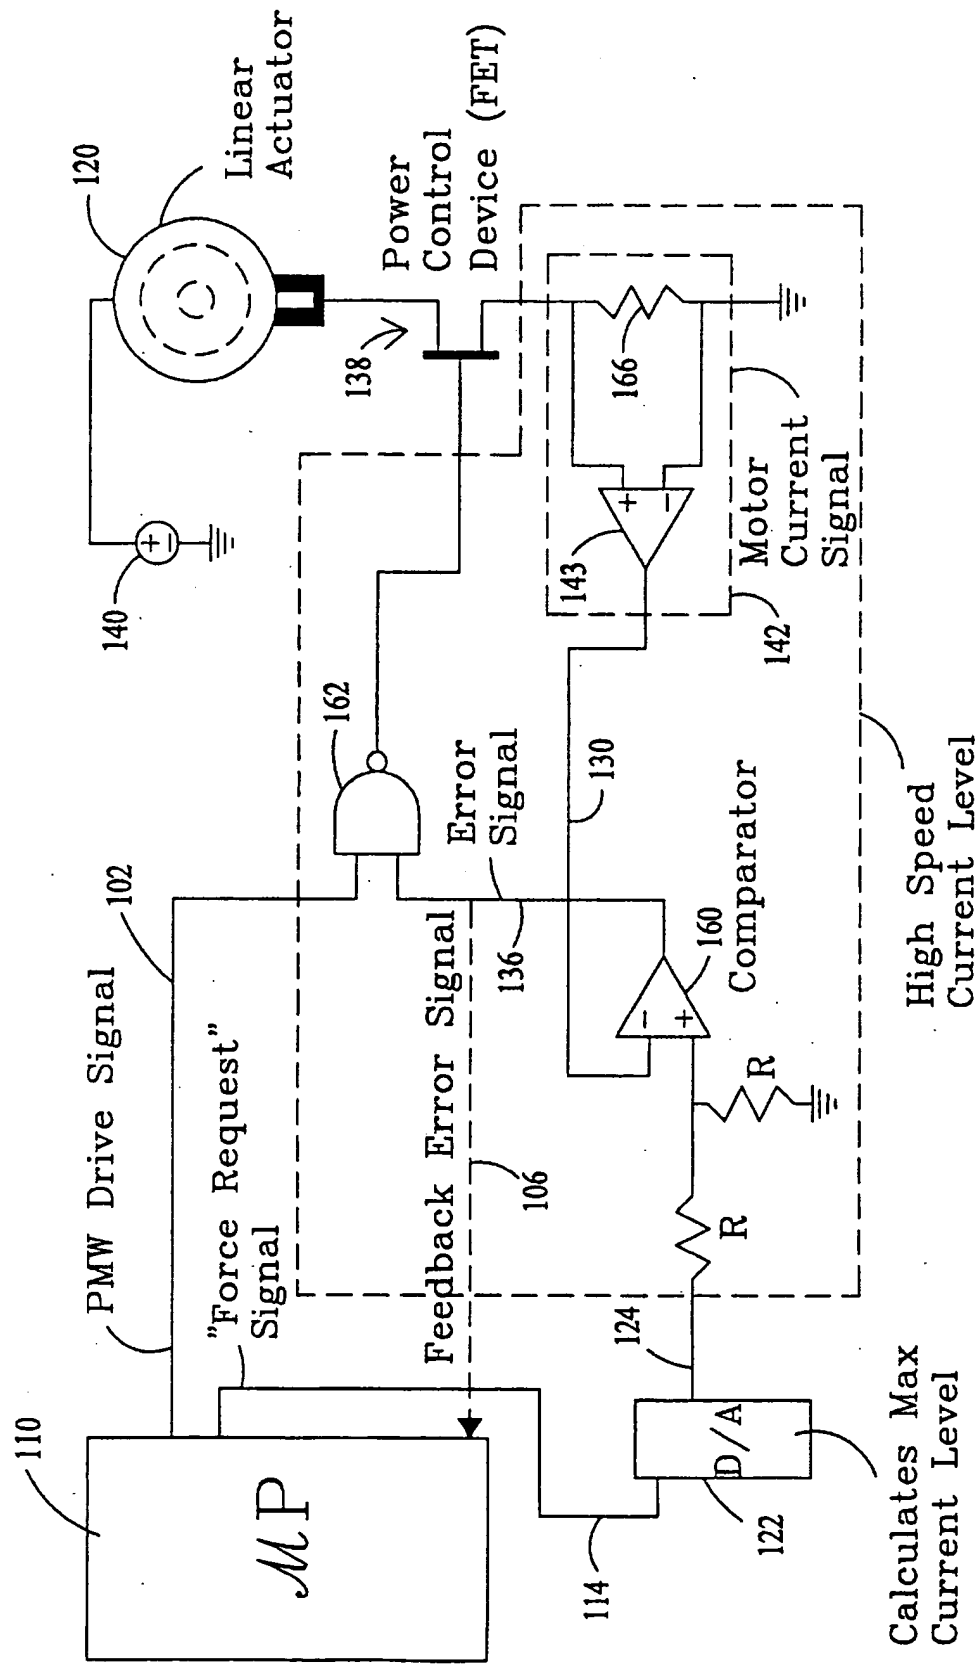 110
μP
PMW Drive Signal
102
"Force Request"
Signal
Feedback Error Signal
106
114
D/A
122
Calculates Max
Current Level
124
R
R
-
+
160
Comparator
136
Error
Signal
162
130
High Speed
Current Level
140
+
-
120
Linear
Actuator
138
Power
Control
Device (FET)
143
+
-
166
142
Motor
Current
Signal